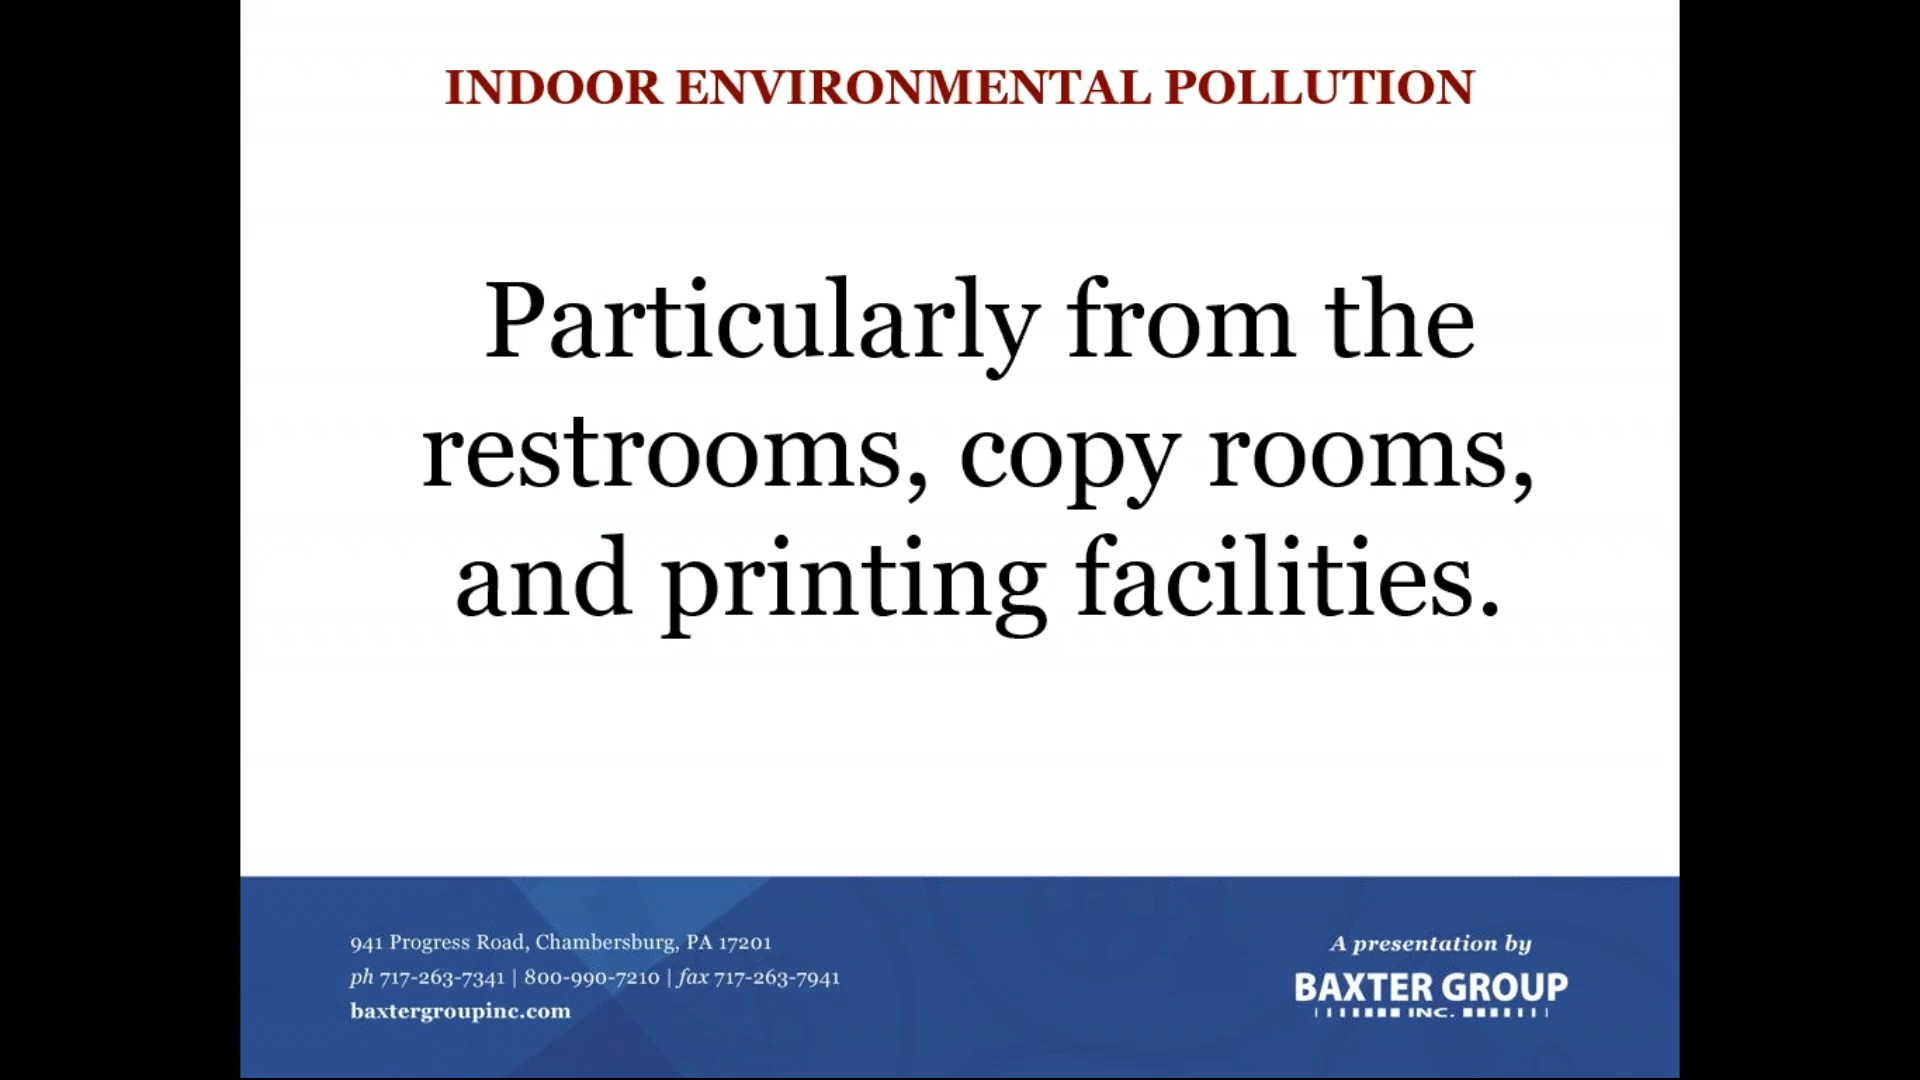 INDOOR ENVIRONMENTAL POLLUTION
Particularly from the
restrooms, copy rooms,
and printing facilities.
941 Progress Road, Chambersburg, PA 17201
ph 717-263-7341 | 800-990-7210 | fax 717-263-7941
baxtergroupinc.com
A presentation by
BAXTER GROUP
INC.